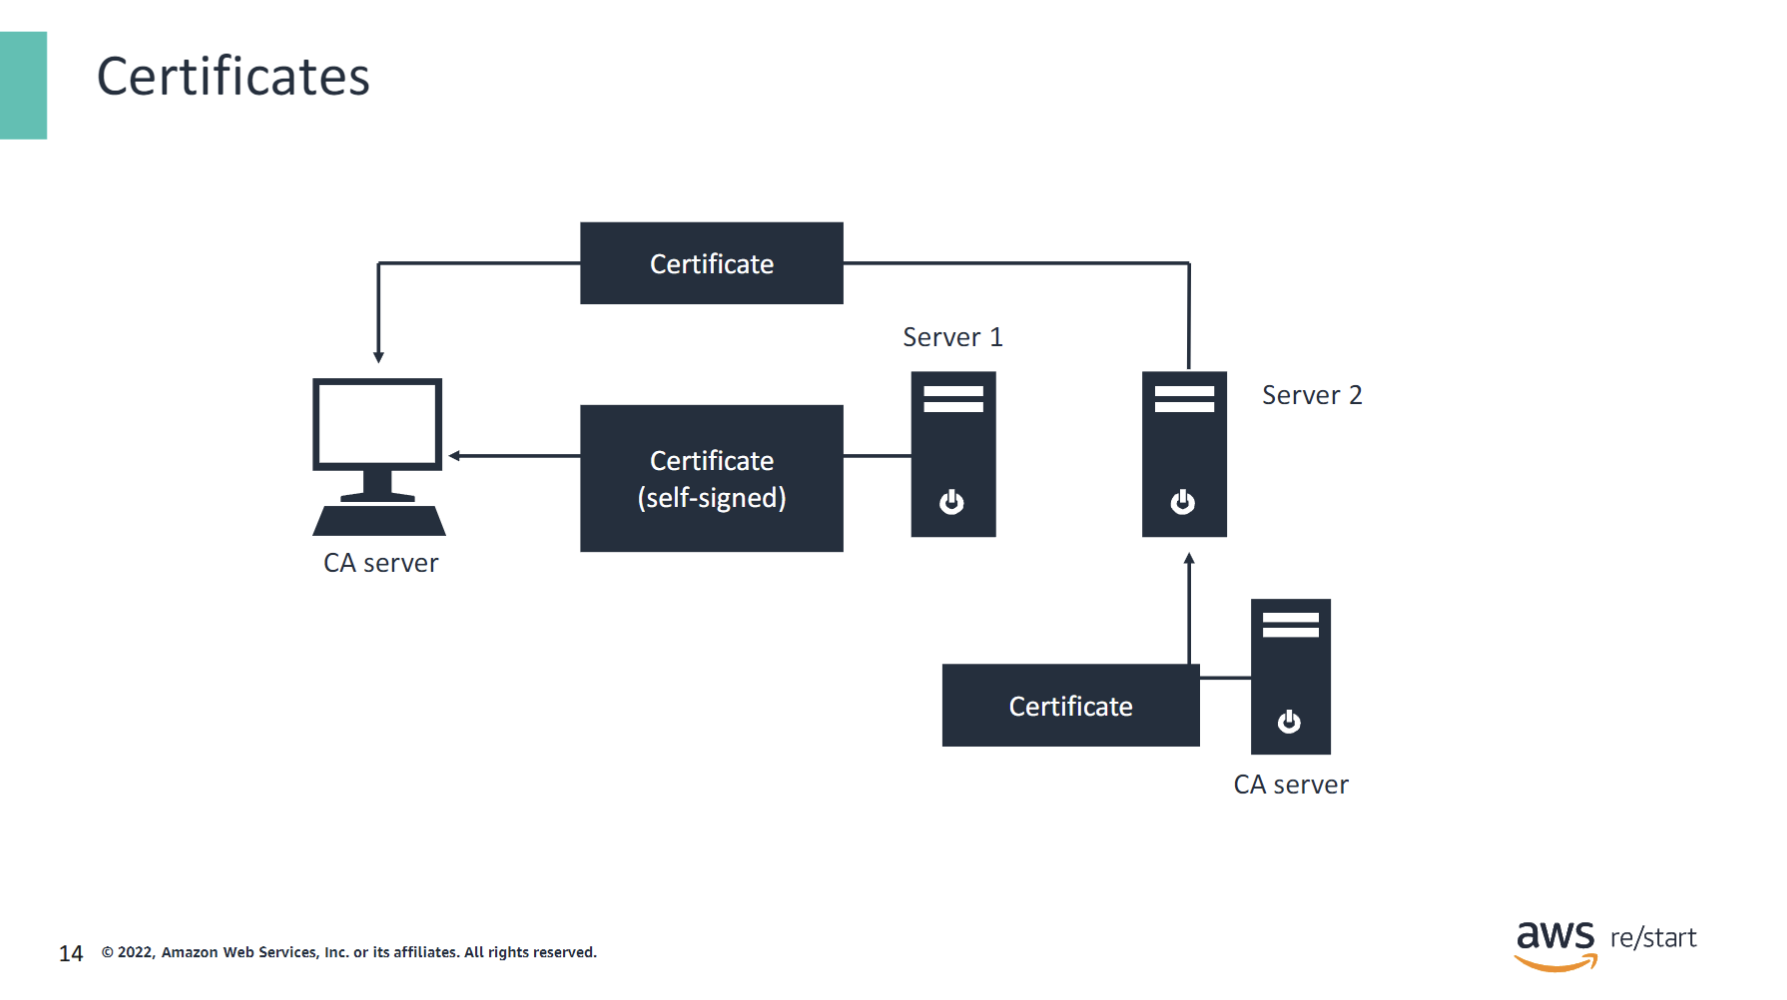 Certificates
Certificate
Server 1
Server 2
Certificate
(self-signed)
CA server
Certificate
CA server
14 © 2022, Amazon Web Services, Inc. or its affiliates. All rights reserved.
aws re/start